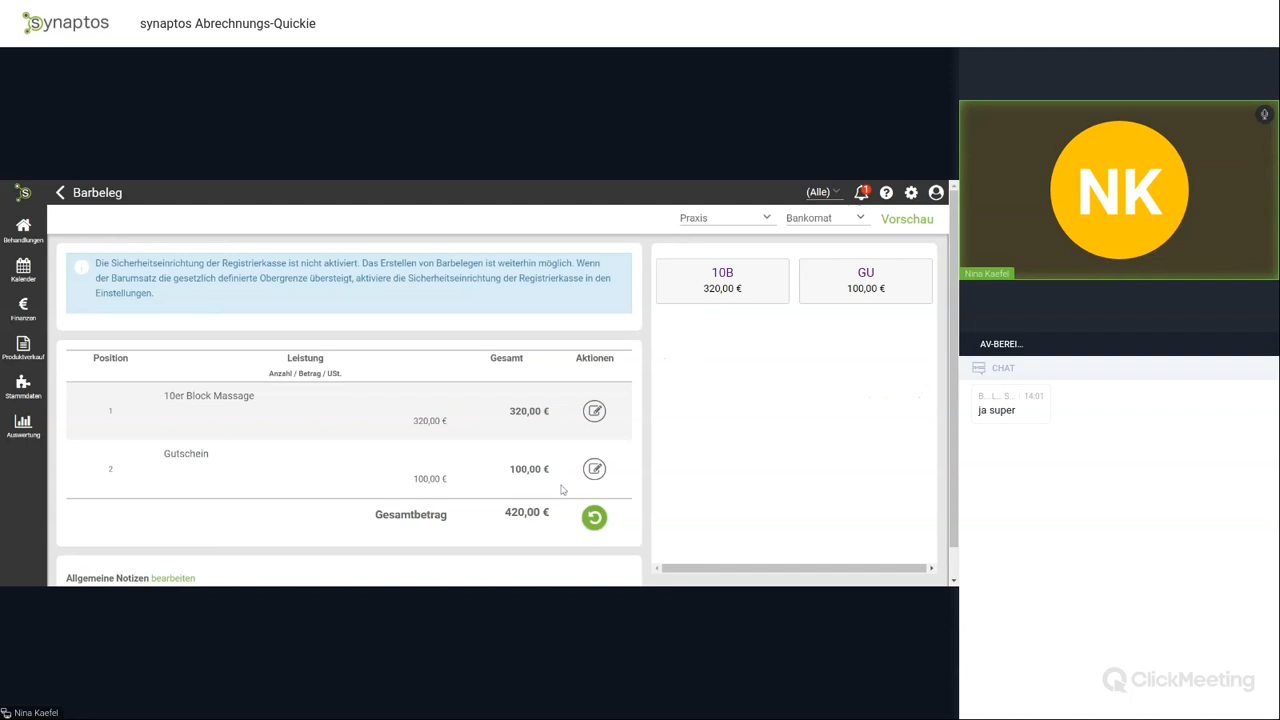 synaptos
synaptos Abrechnungs-Quickie
Barbeleg
(Alle)
1
Praxis
Bankomat
Vorschau
Behandlungen
Kalender
Finanzen
Produktverkauf
Stammdaten
Auswertung
Die Sicherheitseinrichtung der Registrierkasse ist nicht aktiviert. Das Erstellen von Barbelegen ist weiterhin möglich. Wenn
der Barumsatz die gesetzlich definierte Obergrenze übersteigt, aktiviere die Sicherheitseinrichtung der Registrierkasse in den
Einstellungen.
Position Leistung Gesamt Aktionen
Anzahl / Betrag / USt.
10er Block Massage
1 320,00 €
320,00 €
Gutschein
2 100,00 €
100,00 €
Gesamtbetrag 420,00 €
Allgemeine Notizen bearbeiten
10B
320,00 €
GU
100,00 €
NK
Nina Kaefel
AV-BEREI...
CHAT
B... L... S... · 14:01
ja super
ClickMeeting
Nina Kaefel